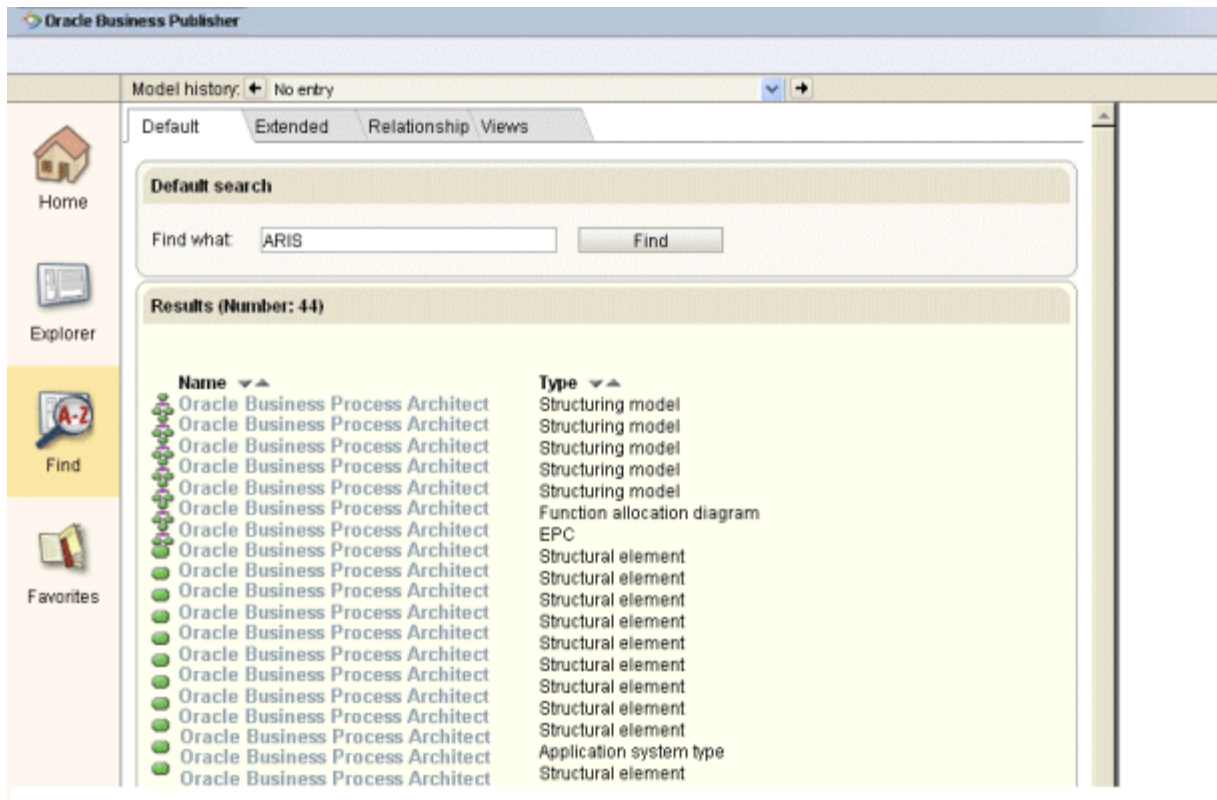 Oracle Business Publisher
Model history: No entry
Default Extended Relationship Views
Default search
Find what: ARIS Find
Results (Number: 44)
Home
Explorer
A-Z
Find
Favorites
Name Type
Oracle Business Process Architect Structuring model
Oracle Business Process Architect Structuring model
Oracle Business Process Architect Structuring model
Oracle Business Process Architect Structuring model
Oracle Business Process Architect Structuring model
Oracle Business Process Architect Function allocation diagram
Oracle Business Process Architect EPC
Oracle Business Process Architect Structural element
Oracle Business Process Architect Structural element
Oracle Business Process Architect Structural element
Oracle Business Process Architect Structural element
Oracle Business Process Architect Structural element
Oracle Business Process Architect Structural element
Oracle Business Process Architect Structural element
Oracle Business Process Architect Structural element
Oracle Business Process Architect Structural element
Oracle Business Process Architect Application system type
Oracle Business Process Architect Structural element
Oracle Business Process Architect